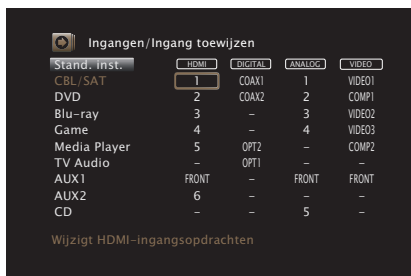 Ingangen/Ingang toewijzen
Stand. inst. HDMI DIGITAL ANALOG VIDEO
CBL/SAT 1 COAX1 1 VIDEO1
DVD 2 COAX2 2 COMP1
Blu-ray 3 – 3 VIDEO2
Game 4 – 4 VIDEO3
Media Player 5 OPT2 – COMP2
TV Audio – OPT1 – –
AUX1 FRONT – FRONT FRONT
AUX2 6 – – –
CD – – 5 –
Wijzigt HDMI-ingangsopdrachten